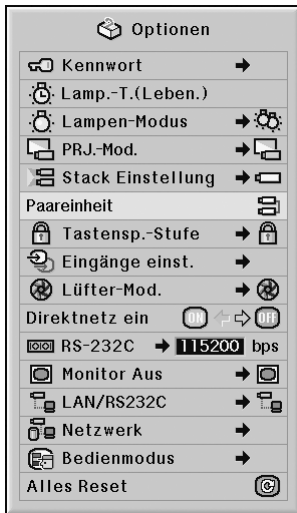 Optionen
Kennwort
Lamp.-T.(Leben.)
Lampen-Modus
PRJ.-Mod.
Stack Einstellung
Paareinheit
Tastensp.-Stufe
Eingänge einst.
Lüfter-Mod.
Direktnetz ein ON OFF
RS-232C 115200 bps
Monitor Aus
LAN/RS232C
Netzwerk
Bedienmodus
Alles Reset